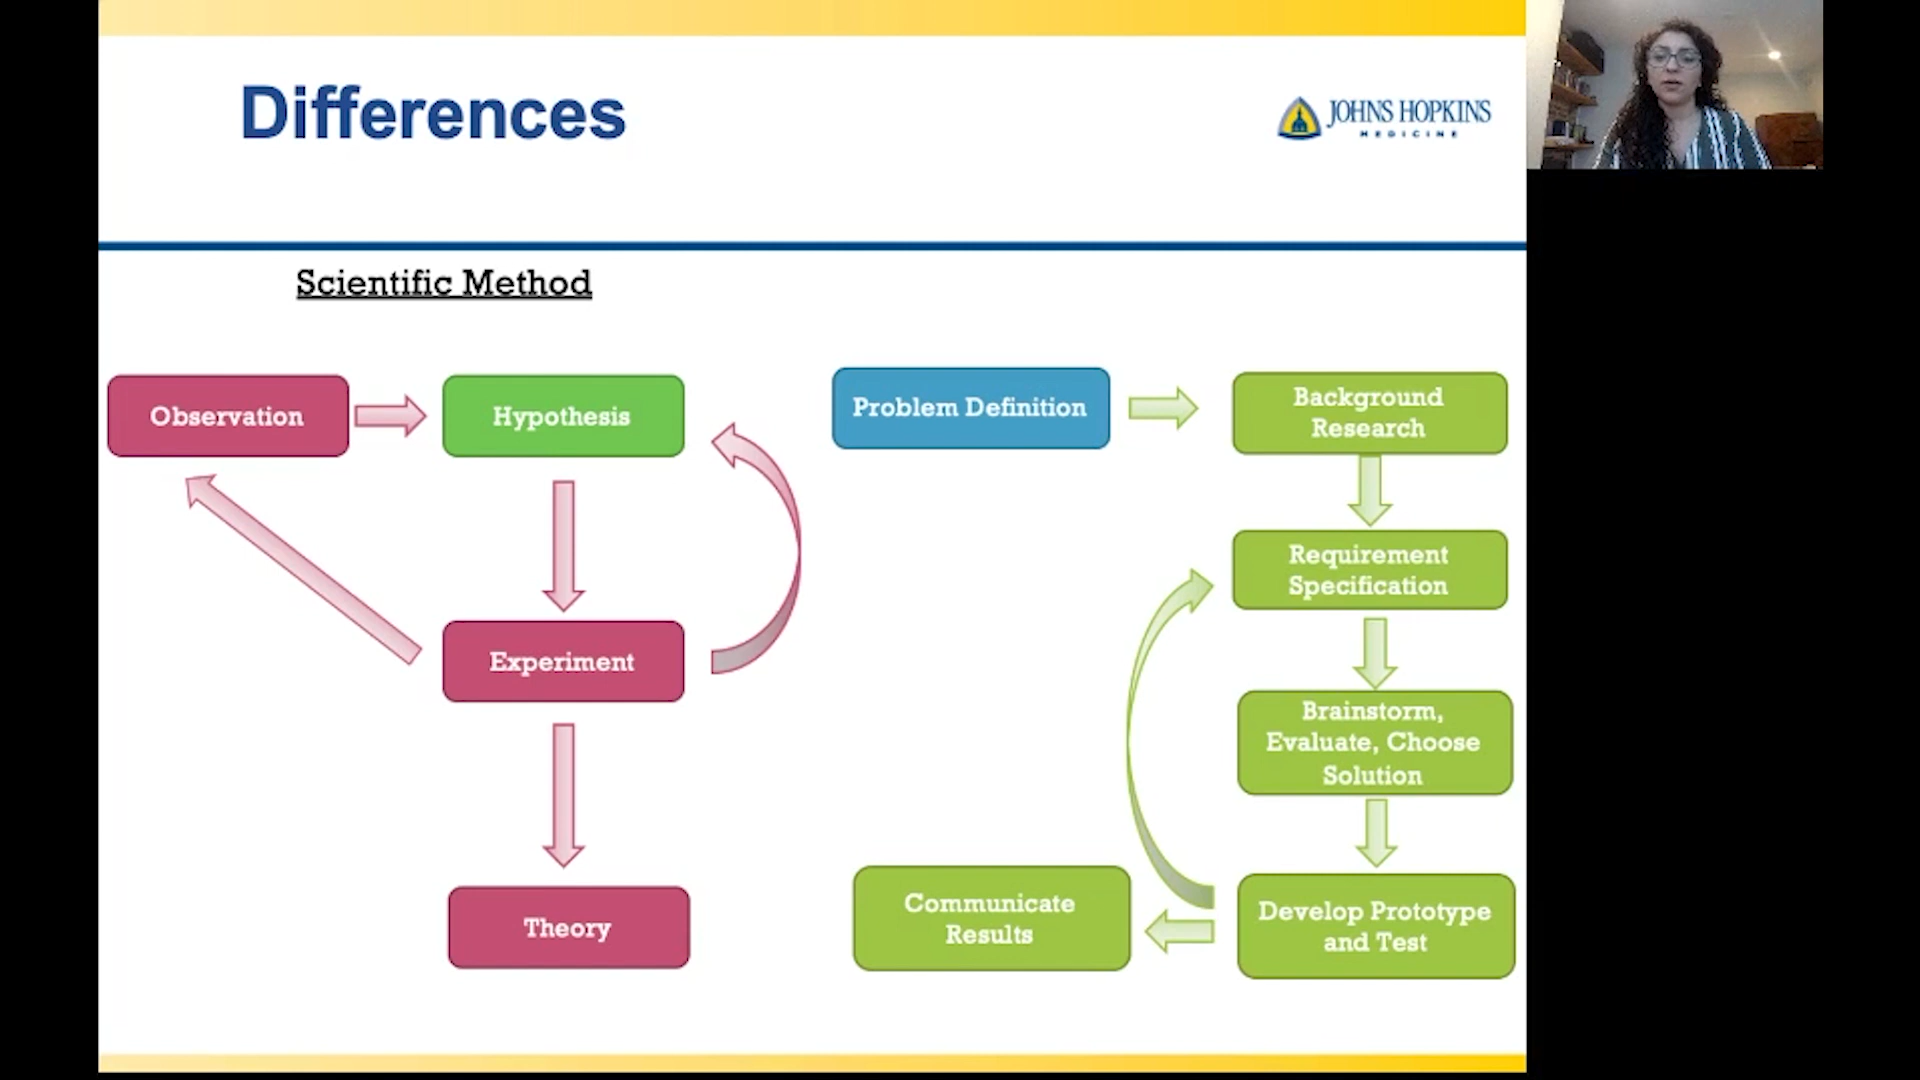 Differences
JOHNS HOPKINS
MEDICINE
Scientific Method
Observation
Hypothesis
Experiment
Theory
Problem Definition
Background
Research
Requirement
Specification
Brainstorm,
Evaluate, Choose
Solution
Develop Prototype
and Test
Communicate
Results